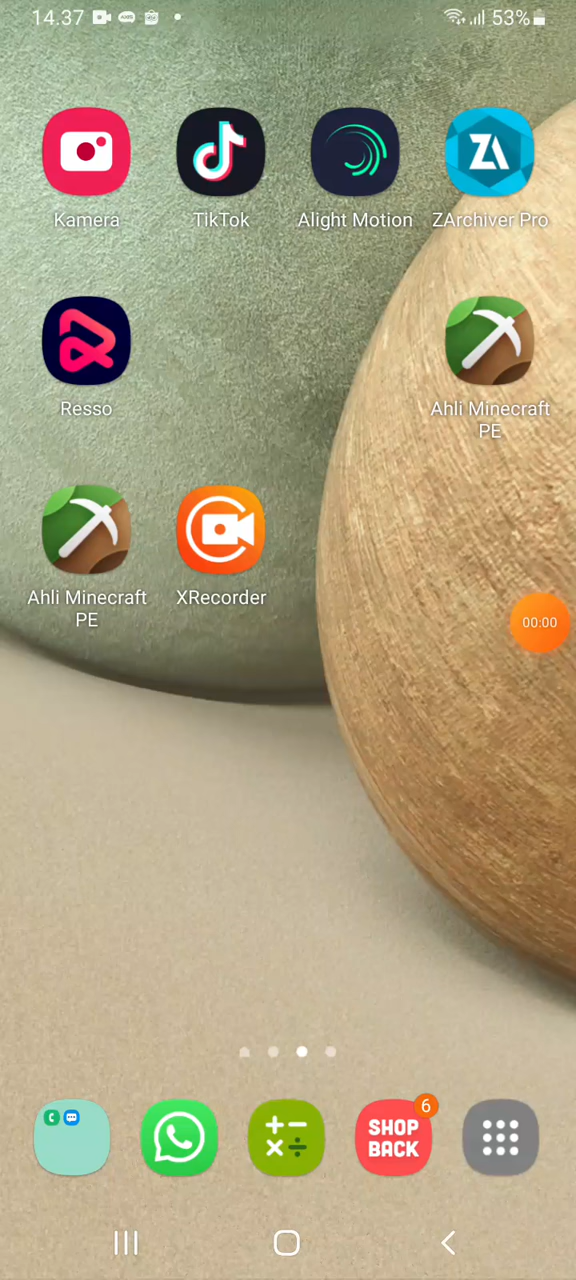 14.37
53%
Kamera
TikTok
Alight Motion
ZArchiver Pro
Resso
Ahli Minecraft
PE
Ahli Minecraft
PE
XRecorder
00:00
6
SHOP
BACK